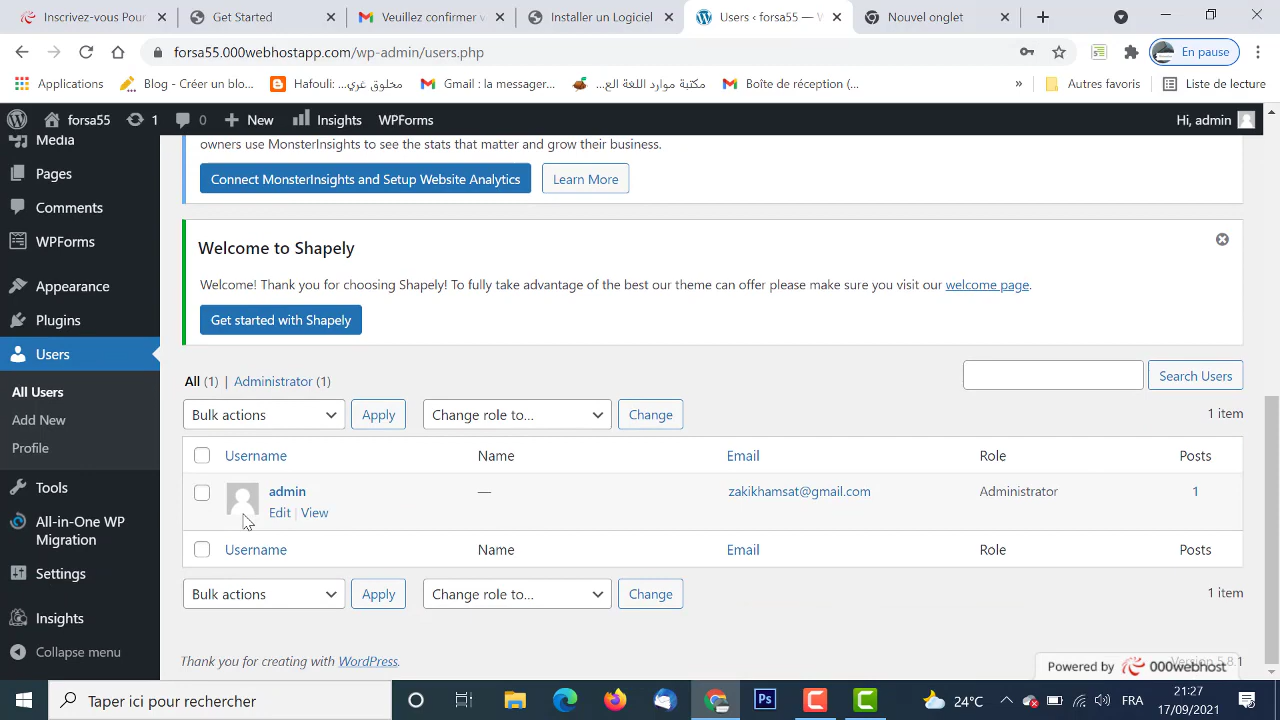 Inscrivez-vous Pour
Get Started
Veuillez confirmer v
Installer un Logiciel
Users ‹ forsa55 — W
Nouvel onglet
forsa55.000webhostapp.com/wp-admin/users.php
En pause
Applications
Blog - Créer un blo...
Hafouli: مخلوق عربي...
Gmail : la messager...
مكتبة موارد اللغة الع...
Boîte de réception (...
»
Autres favoris
Liste de lecture
forsa55
1
0
New
Insights
WPForms
Hi, admin
Media
Pages
Comments
WPForms
Appearance
Plugins
Users
All Users
Add New
Profile
Tools
All-in-One WP
Migration
Settings
Insights
Collapse menu
owners use MonsterInsights to see the stats that matter and grow their business.
Connect MonsterInsights and Setup Website Analytics
Learn More
Welcome to Shapely
Welcome! Thank you for choosing Shapely! To fully take advantage of the best our theme can offer please make sure you visit our welcome page.
Get started with Shapely
All (1) | Administrator (1)
Search Users
Bulk actions
Apply
Change role to...
Change
1 item
Username
Name
Email
Role
Posts
admin
—
zakikhamsat@gmail.com
Administrator
1
Edit | View
Username
Name
Email
Role
Posts
Bulk actions
Apply
Change role to...
Change
1 item
Thank you for creating with WordPress.
Version 5.8.1
Powered by 000webhost
Taper ici pour rechercher
Ps
24°C
FRA
21:27
17/09/2021